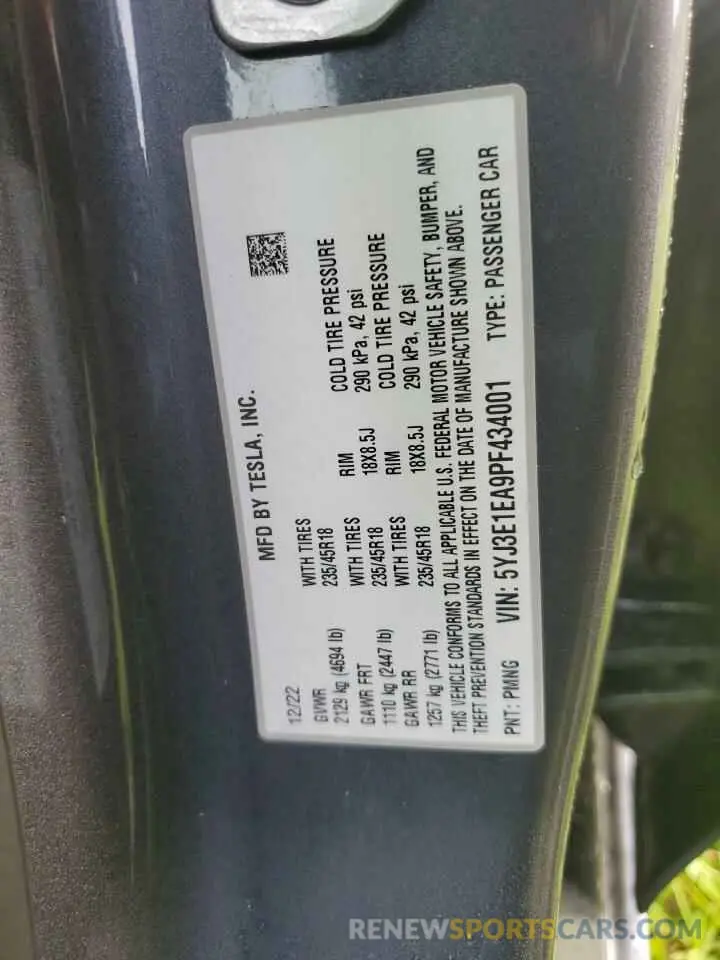 MFD BY TESLA, INC.
12/22
GVWR WITH TIRES RIM COLD TIRE PRESSURE
2129 kg (4694 lb) 235/45R18 18X8.5J 290 kPa, 42 psi
GAWR FRT WITH TIRES RIM COLD TIRE PRESSURE
1110 kg (2447 lb) 235/45R18 18X8.5J 290 kPa, 42 psi
GAWR RR WITH TIRES
1257 kg (2771 lb) 235/45R18
THIS VEHICLE CONFORMS TO ALL APPLICABLE U.S. FEDERAL MOTOR VEHICLE SAFETY, BUMPER, AND
THEFT PREVENTION STANDARDS IN EFFECT ON THE DATE OF MANUFACTURE SHOWN ABOVE.
PNT: PMNG VIN: 5YJ3E1EA9PF434001 TYPE: PASSENGER CAR
RENEWSPORTSCARS.COM